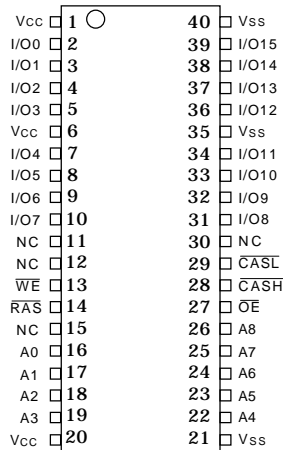 Vcc 1 40 Vss
I/O0 2 39 I/O15
I/O1 3 38 I/O14
I/O2 4 37 I/O13
I/O3 5 36 I/O12
Vcc 6 35 Vss
I/O4 7 34 I/O11
I/O5 8 33 I/O10
I/O6 9 32 I/O9
I/O7 10 31 I/O8
NC 11 30 NC
NC 12 29 CASL
WE 13 28 CASH
RAS 14 27 OE
NC 15 26 A8
A0 16 25 A7
A1 17 24 A6
A2 18 23 A5
A3 19 22 A4
Vcc 20 21 Vss